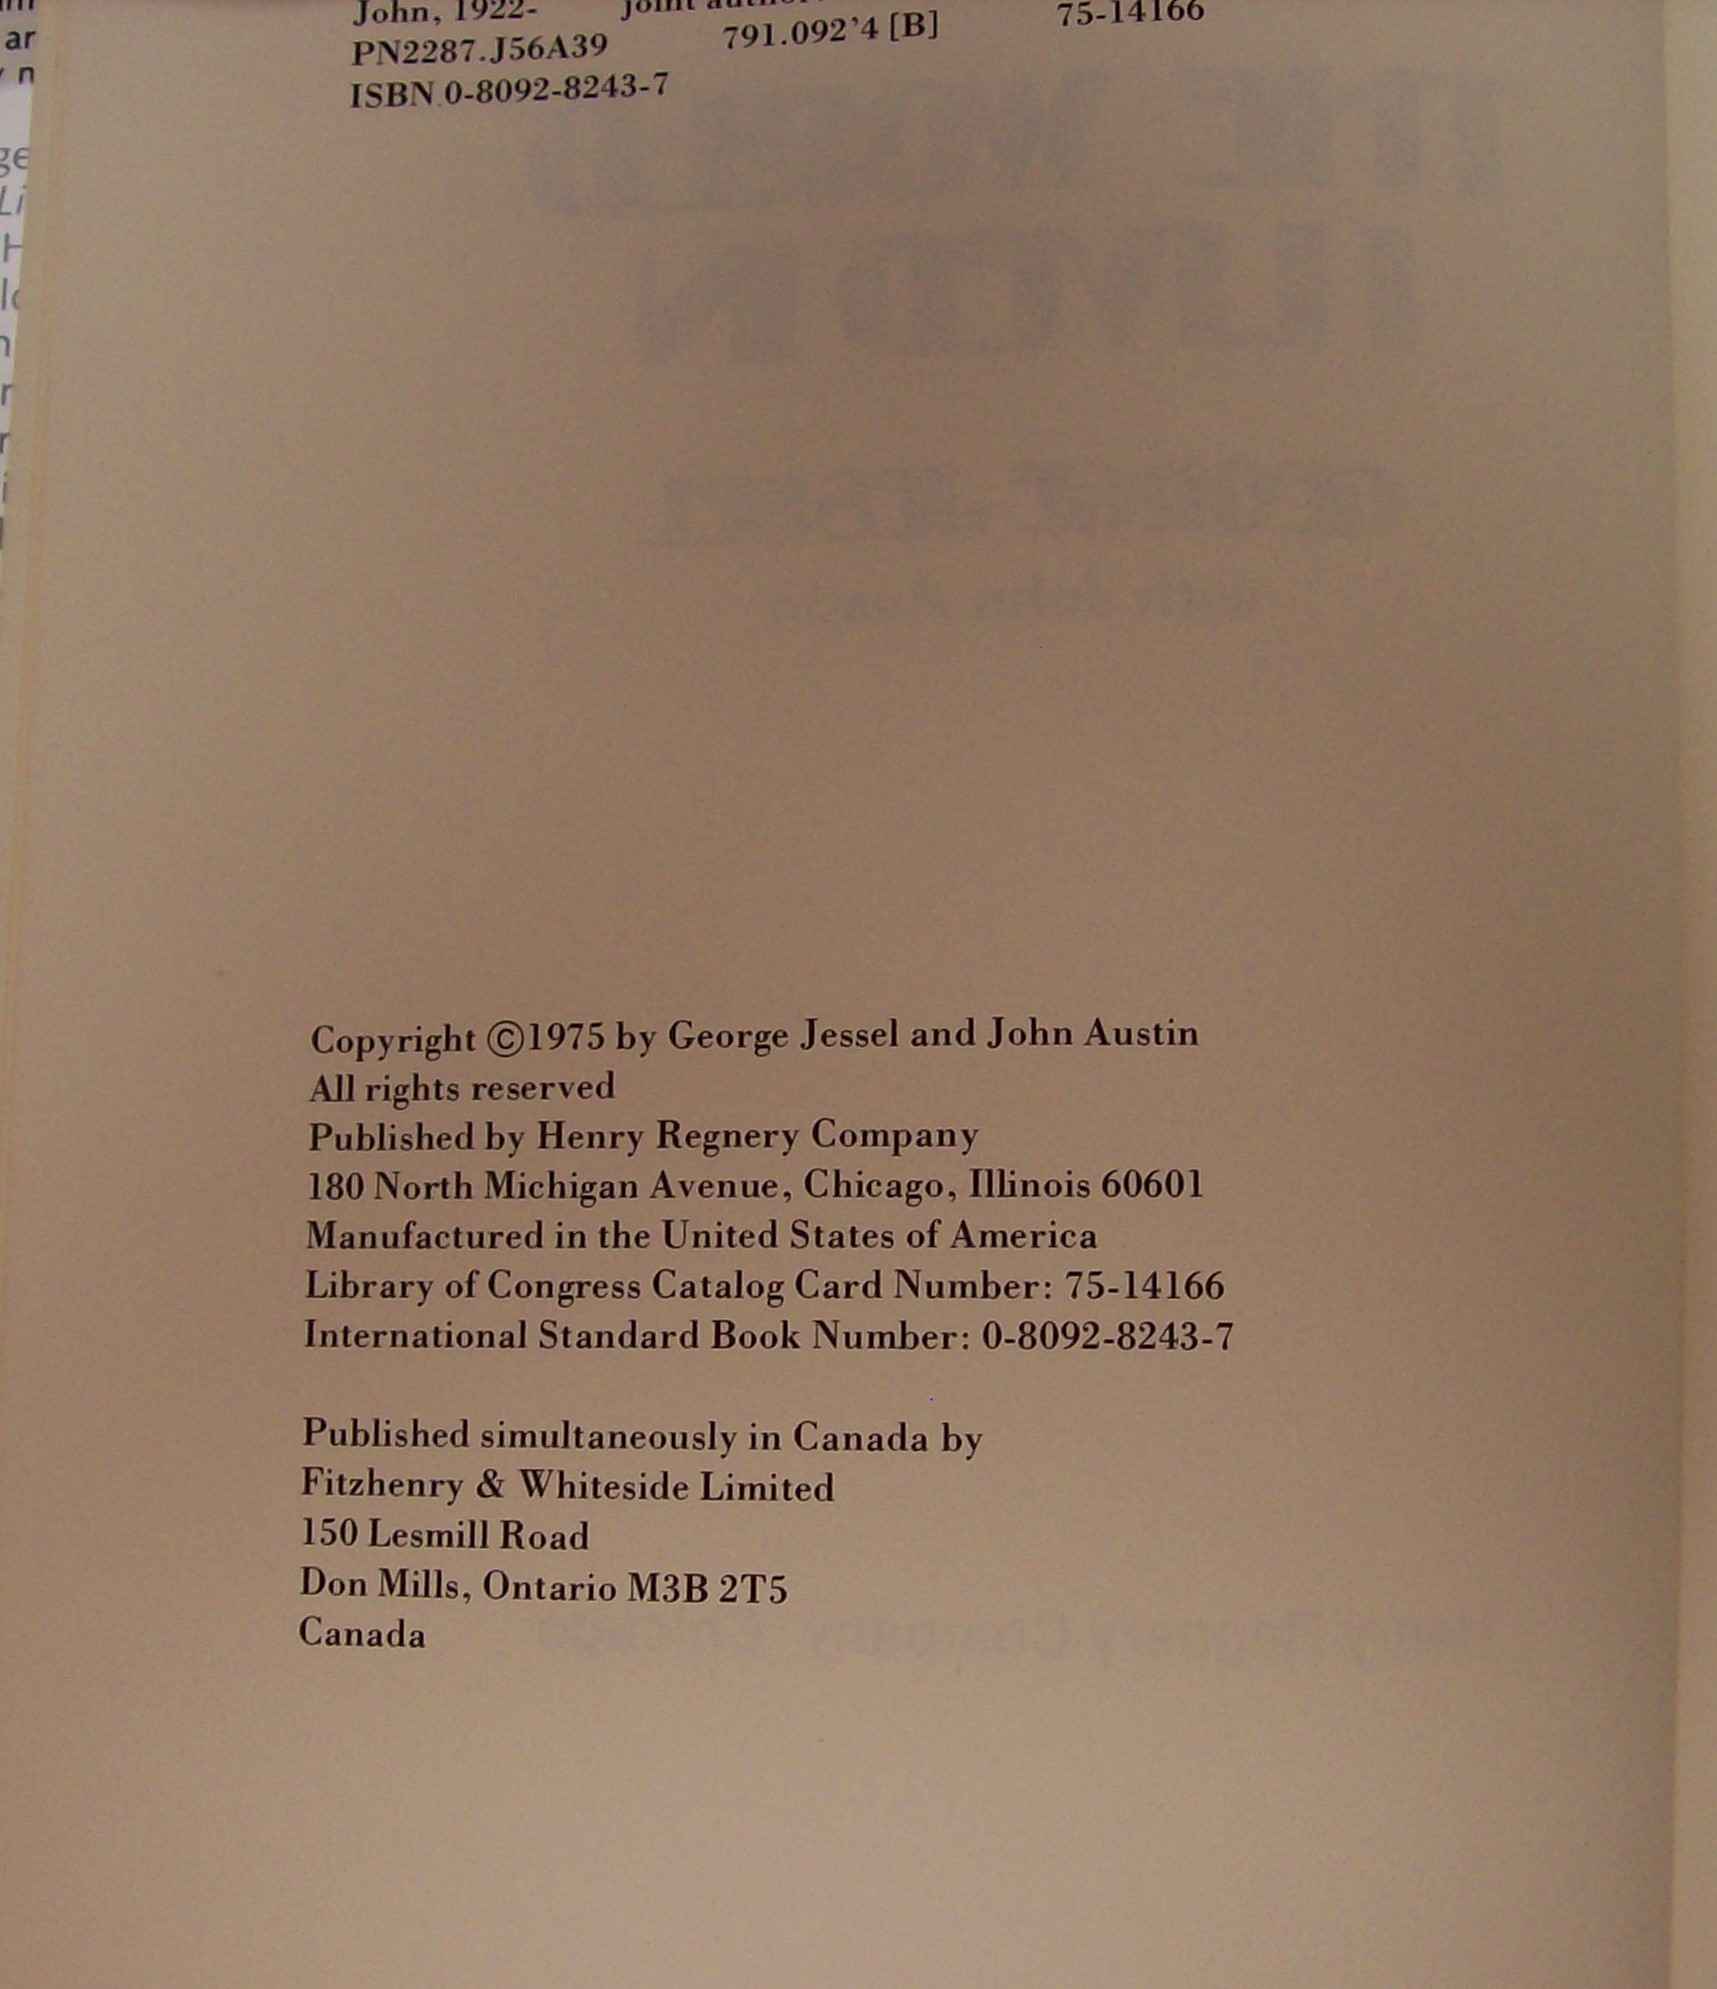 John, 1922- joint
PN2287.J56A39 791.092'4 [B] 75-14166
ISBN 0-8092-8243-7
Copyright ©1975 by George Jessel and John Austin
All rights reserved
Published by Henry Regnery Company
180 North Michigan Avenue, Chicago, Illinois 60601
Manufactured in the United States of America
Library of Congress Catalog Card Number: 75-14166
International Standard Book Number: 0-8092-8243-7
Published simultaneously in Canada by
Fitzhenry & Whiteside Limited
150 Lesmill Road
Don Mills, Ontario M3B 2T5
Canada